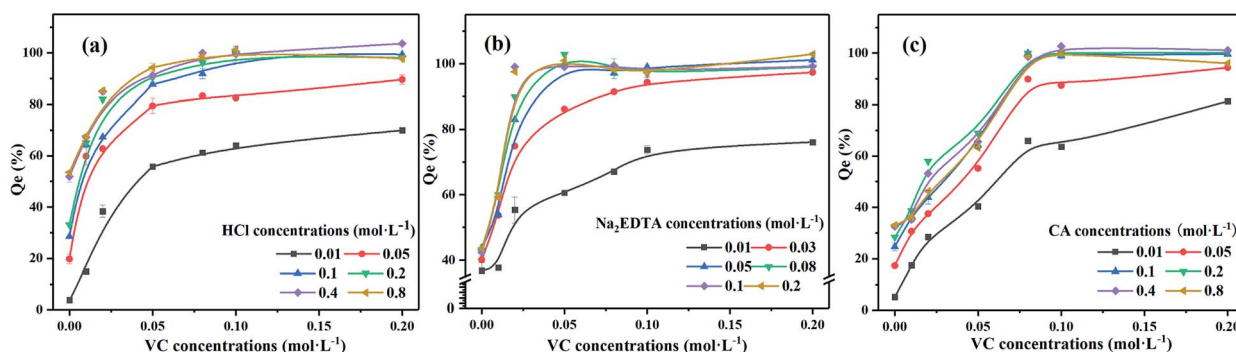 (a)
Qe (%)
100
80
60
40
20
0
HCl concentrations (mol·L⁻¹)
0.01 0.05
0.1 0.2
0.4 0.8
0.00 0.05 0.10 0.15 0.20
VC concentrations (mol·L⁻¹)
(b)
Qe (%)
100
80
60
40
Na₂EDTA concentrations (mol·L⁻¹)
0.01 0.03
0.05 0.08
0.1 0.2
0.00 0.05 0.10 0.15 0.20
VC concentrations (mol·L⁻¹)
(c)
Qe (%)
100
80
60
40
20
0
CA concentrations (mol·L⁻¹)
0.01 0.05
0.1 0.2
0.4 0.8
0.00 0.05 0.10 0.15 0.20
VC concentrations (mol·L⁻¹)